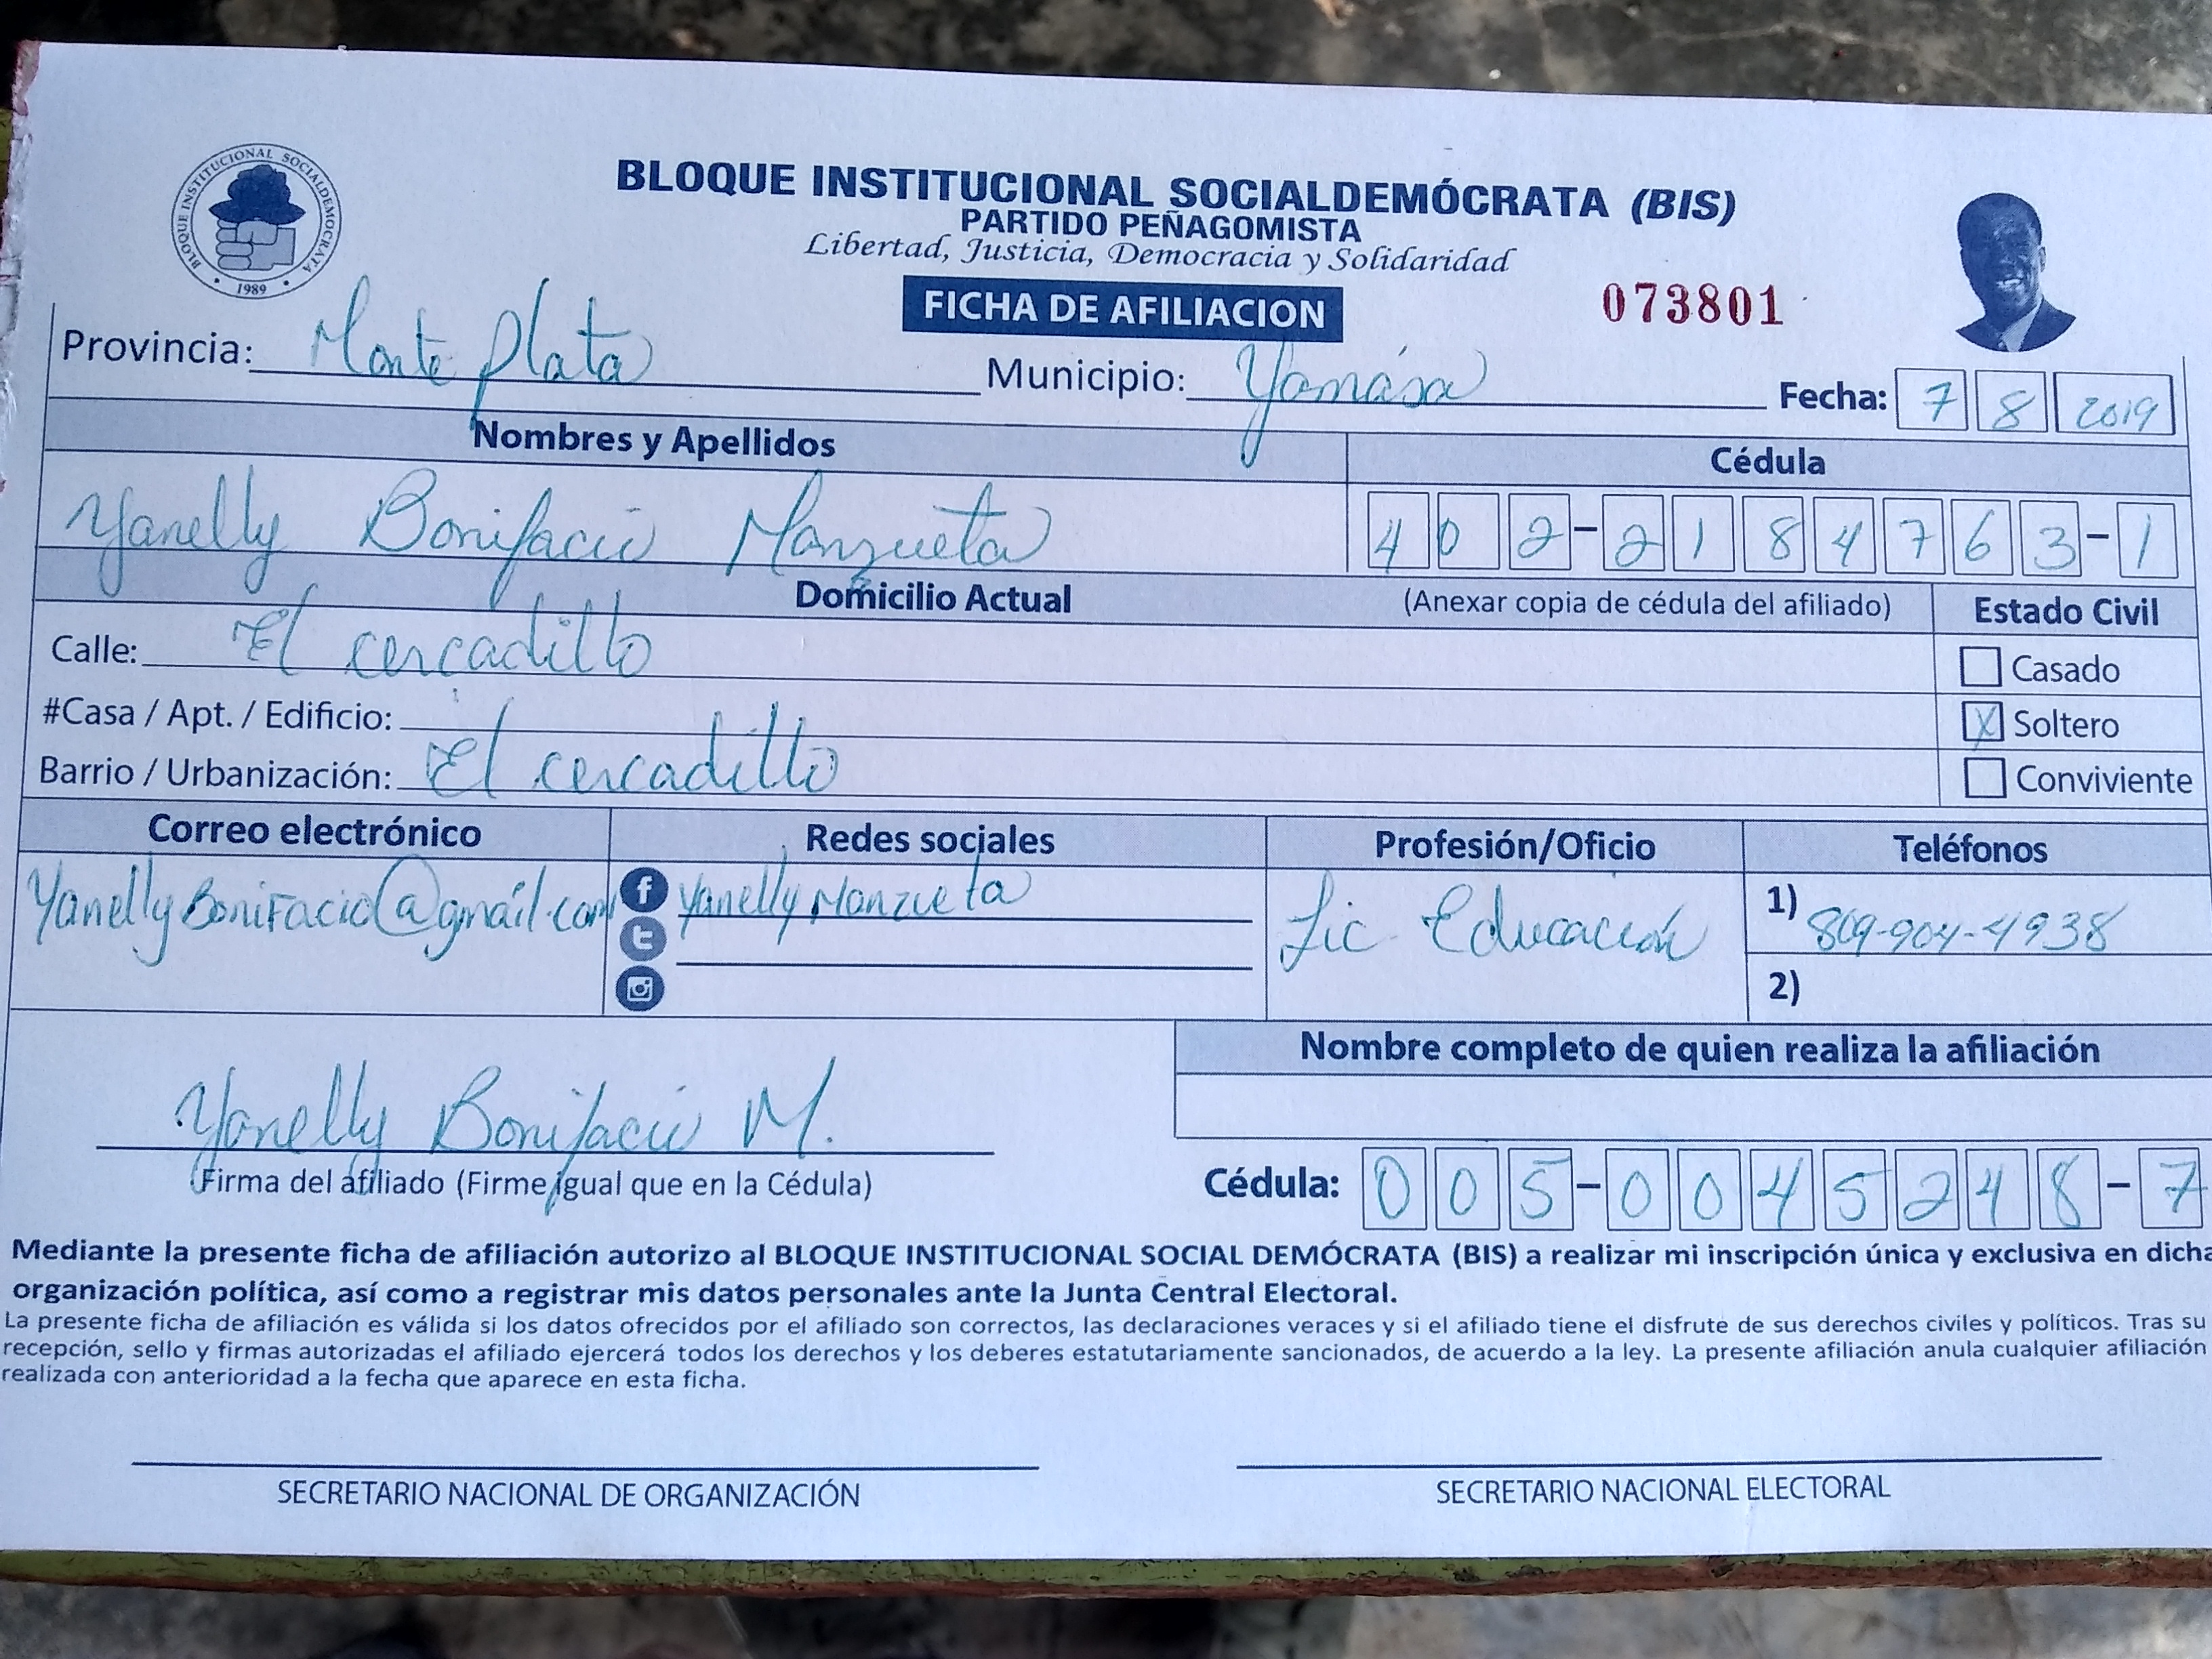 BLOQUE INSTITUCIONAL SOCIALDEMOCRATA
1989
BLOQUE INSTITUCIONAL SOCIALDEMÓCRATA (BIS)
PARTIDO PEÑAGOMISTA
Libertad, Justicia, Democracia y Solidaridad
FICHA DE AFILIACION
073801
Provincia: Monte Plata Municipio: Yamása Fecha: 7 8 2019
Nombres y Apellidos Cédula
Yanelly Bonifacio Manzueta 402-2184763-1
Domicilio Actual (Anexar copia de cédula del afiliado) Estado Civil
Calle: El cercadillo Casado
#Casa / Apt. / Edificio: X Soltero
Barrio / Urbanización: El cercadillo Conviviente
Correo electrónico Redes sociales Profesión/Oficio Teléfonos
YanellyBoniFacio@gmail.com f Yanelly Manzueta Lic Educación 1) 809-904-4938
2)
Nombre completo de quien realiza la afiliación
Yanelly Bonifacio M.
Firma del afiliado (Firme igual que en la Cédula) Cédula: 005-0045248-7
Mediante la presente ficha de afiliación autorizo al BLOQUE INSTITUCIONAL SOCIAL DEMÓCRATA (BIS) a realizar mi inscripción única y exclusiva en dicha
organización política, así como a registrar mis datos personales ante la Junta Central Electoral.
La presente ficha de afiliación es válida si los datos ofrecidos por el afiliado son correctos, las declaraciones veraces y si el afiliado tiene el disfrute de sus derechos civiles y políticos. Tras su
recepción, sello y firmas autorizadas el afiliado ejercerá todos los derechos y los deberes estatutariamente sancionados, de acuerdo a la ley. La presente afiliación anula cualquier afiliación
realizada con anterioridad a la fecha que aparece en esta ficha.
SECRETARIO NACIONAL DE ORGANIZACIÓN SECRETARIO NACIONAL ELECTORAL